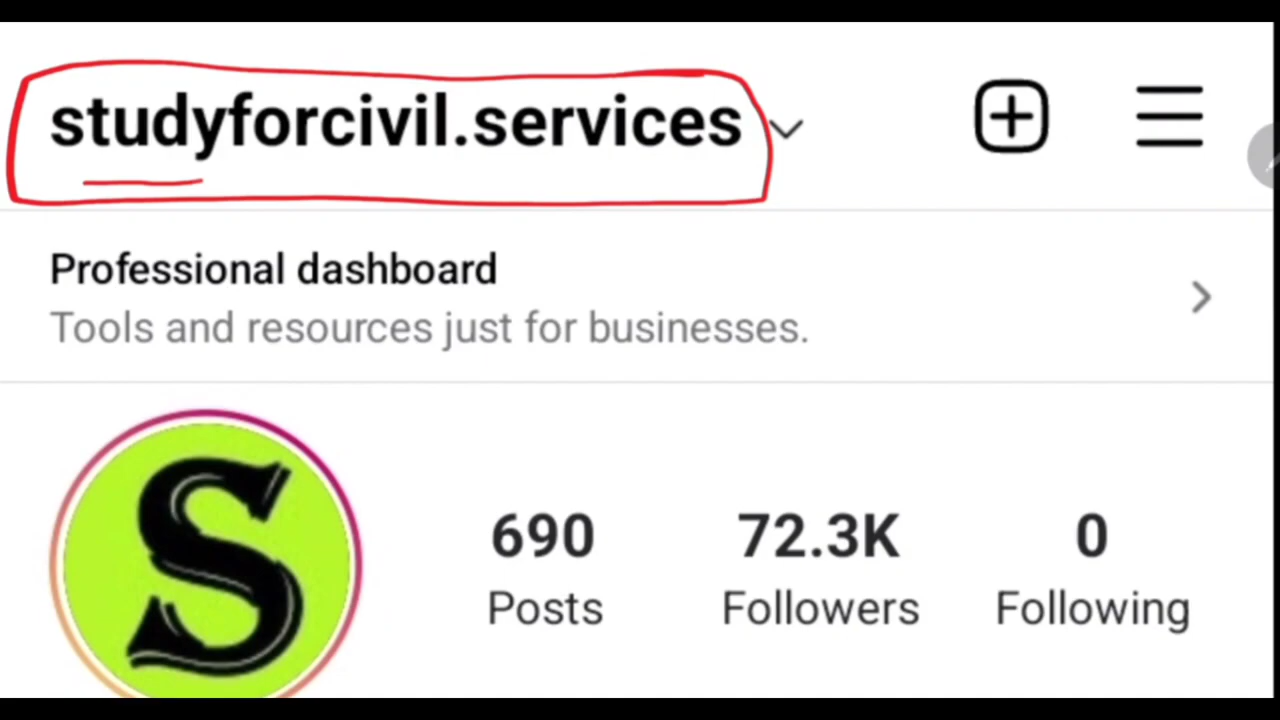 studyforcivil.services
Professional dashboard
Tools and resources just for businesses.
S
690 72.3K 0
Posts Followers Following